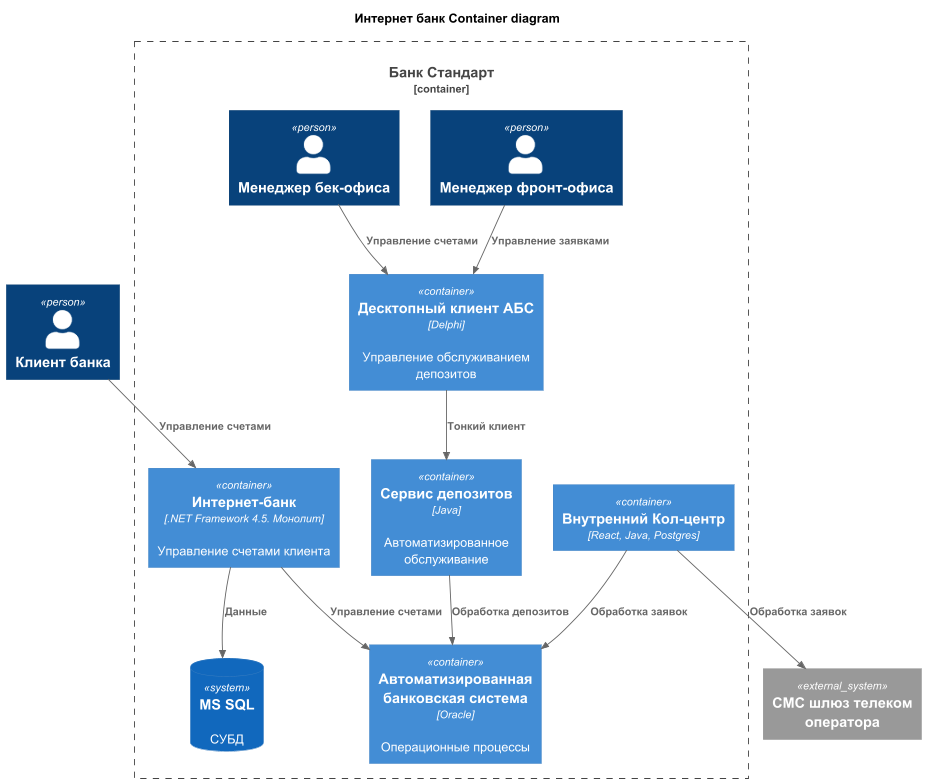 Интернет банк Container diagram
Банк Стандарт
[container]
«person»
Менеджер бек-офиса
«person»
Менеджер фронт-офиса
Управление счетами
Управление заявками
«person»
Клиент банка
«container»
Десктопный клиент АБС
[Delphi]
Управление обслуживанием
депозитов
Управление счетами
Тонкий клиент
«container»
Интернет-банк
[.NET Framework 4.5. Монолит]
Управление счетами клиента
«container»
Сервис депозитов
[Java]
Автоматизированное
обслуживание
«container»
Внутренний Кол-центр
[React, Java, Postgres]
Данные
Управление счетами
Обработка депозитов
Обработка заявок
Обработка заявок
«system»
MS SQL
СУБД
«container»
Автоматизированная
банковская система
[Oracle]
Операционные процессы
«external_system»
СМС шлюз телеком
оператора